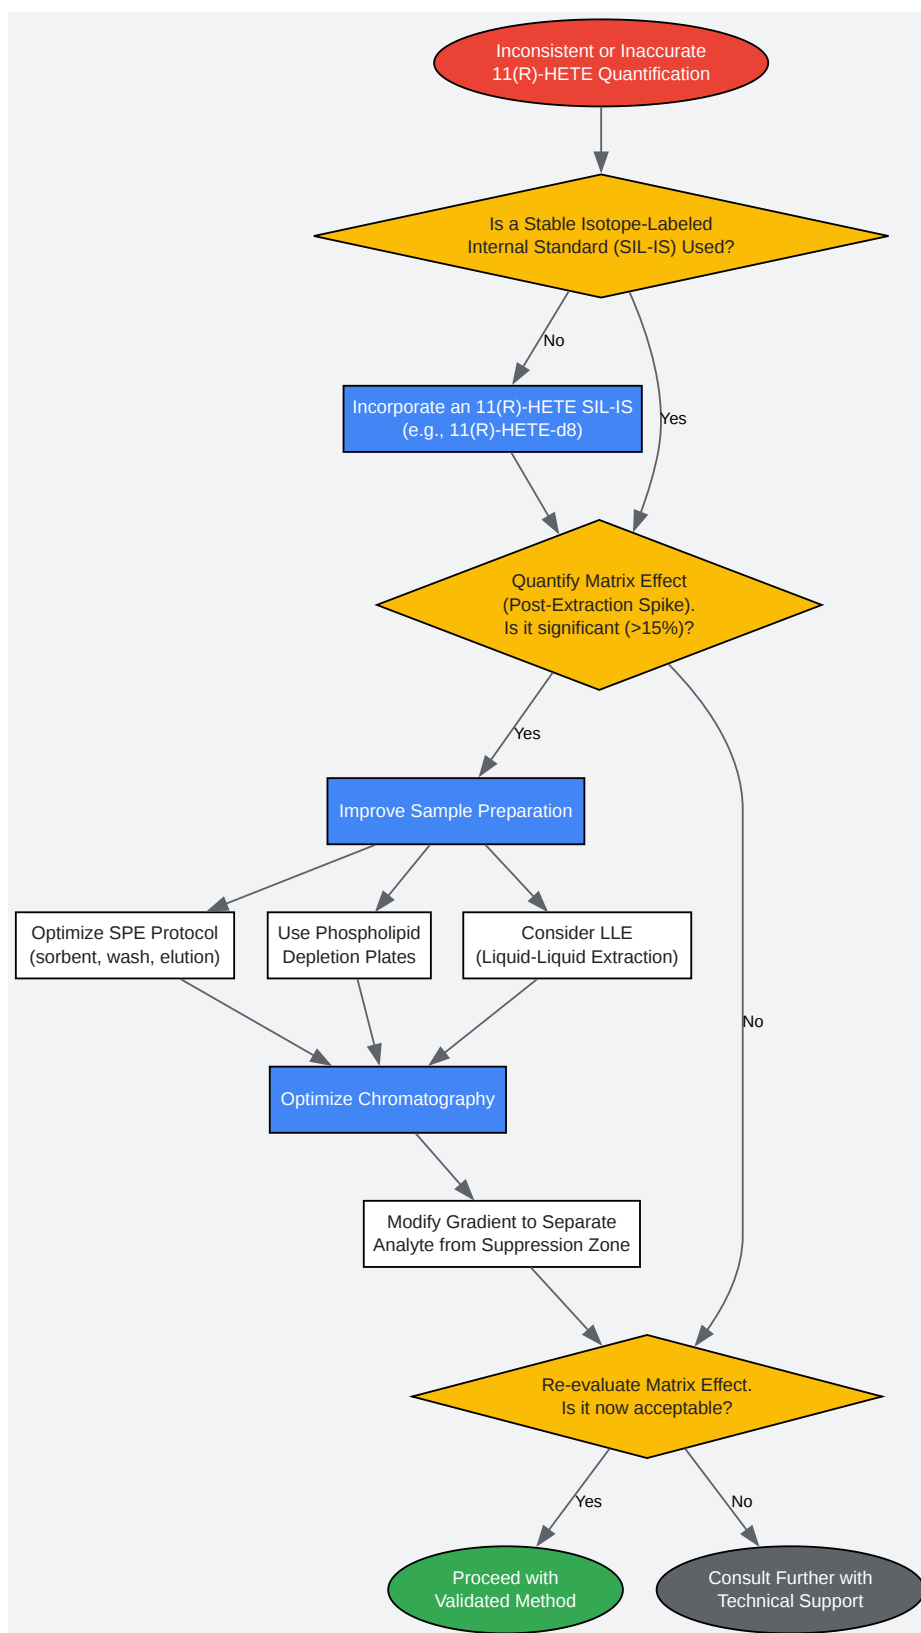 Inconsistent or Inaccurate
11(R)-HETE Quantification
Is a Stable Isotope-Labeled
Internal Standard (SIL-IS) Used?
No
Incorporate an 11(R)-HETE SIL-IS
(e.g., 11(R)-HETE-d8)
Yes
Quantify Matrix Effect
(Post-Extraction Spike).
Is it significant (>15%)?
Yes
Improve Sample Preparation
Optimize SPE Protocol
(sorbent, wash, elution)
Use Phospholipid
Depletion Plates
Consider LLE
(Liquid-Liquid Extraction)
No
Optimize Chromatography
Modify Gradient to Separate
Analyte from Suppression Zone
Re-evaluate Matrix Effect.
Is it now acceptable?
Yes
No
Proceed with
Validated Method
Consult Further with
Technical Support